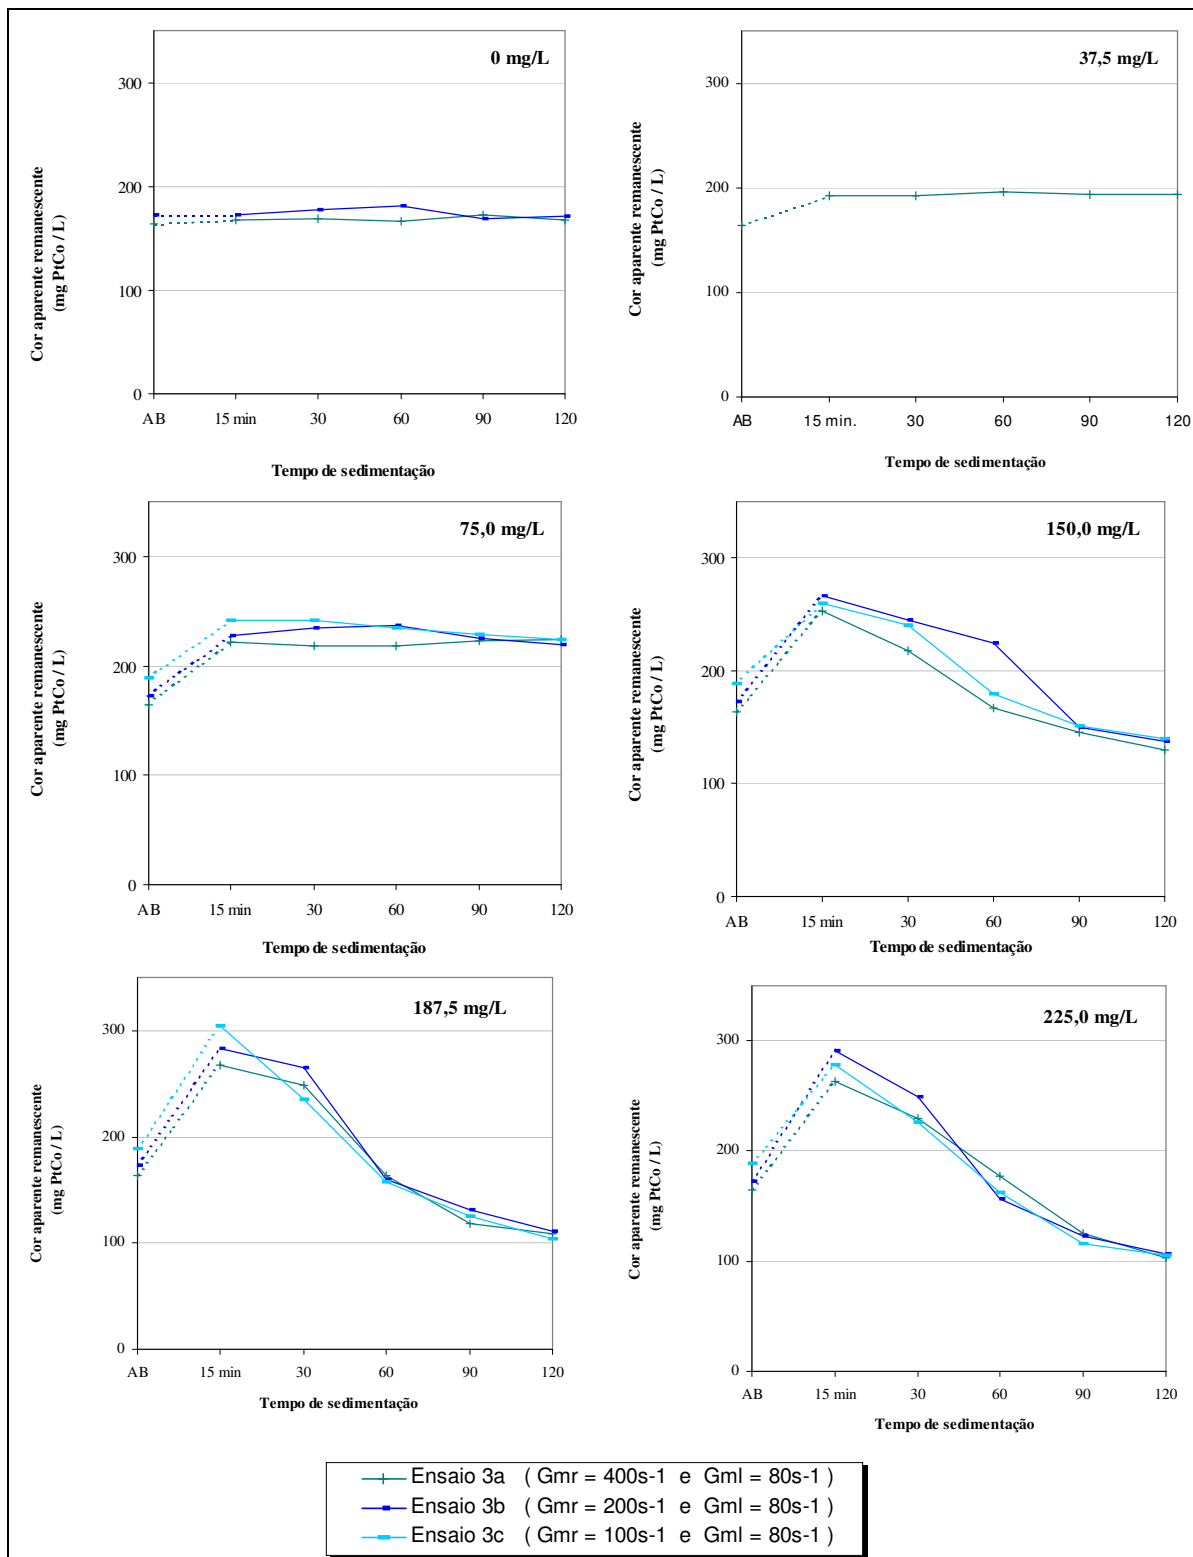 0 mg/L
300
200
100
0
Cor aparente remanescente
(mg PtCo / L)
AB 15 min 30 60 90 120
Tempo de sedimentação
37,5 mg/L
300
200
100
0
Cor aparente remanescente
(mg PtCo / L)
AB 15 min. 30 60 90 120
Tempo de sedimentação
75,0 mg/L
300
200
100
0
Cor aparente remanescente
(mg PtCo / L)
AB 15 min 30 60 90 120
Tempo de sedimentação
150,0 mg/L
300
200
100
0
Cor aparente remanescente
(mg PtCo / L)
AB 15 min 30 60 90 120
Tempo de sedimentação
187,5 mg/L
300
200
100
0
Cor aparente remanescente
(mg PtCo / L)
AB 15 min 30 60 90 120
Tempo de sedimentação
225,0 mg/L
300
200
100
0
Cor aparente remanescente
(mg PtCo / L)
AB 15 min 30 60 90 120
Tempo de sedimentação
Ensaio 3a ( Gmr = 400s-1 e Gml = 80s-1 )
Ensaio 3b ( Gmr = 200s-1 e Gml = 80s-1 )
Ensaio 3c ( Gmr = 100s-1 e Gml = 80s-1 )